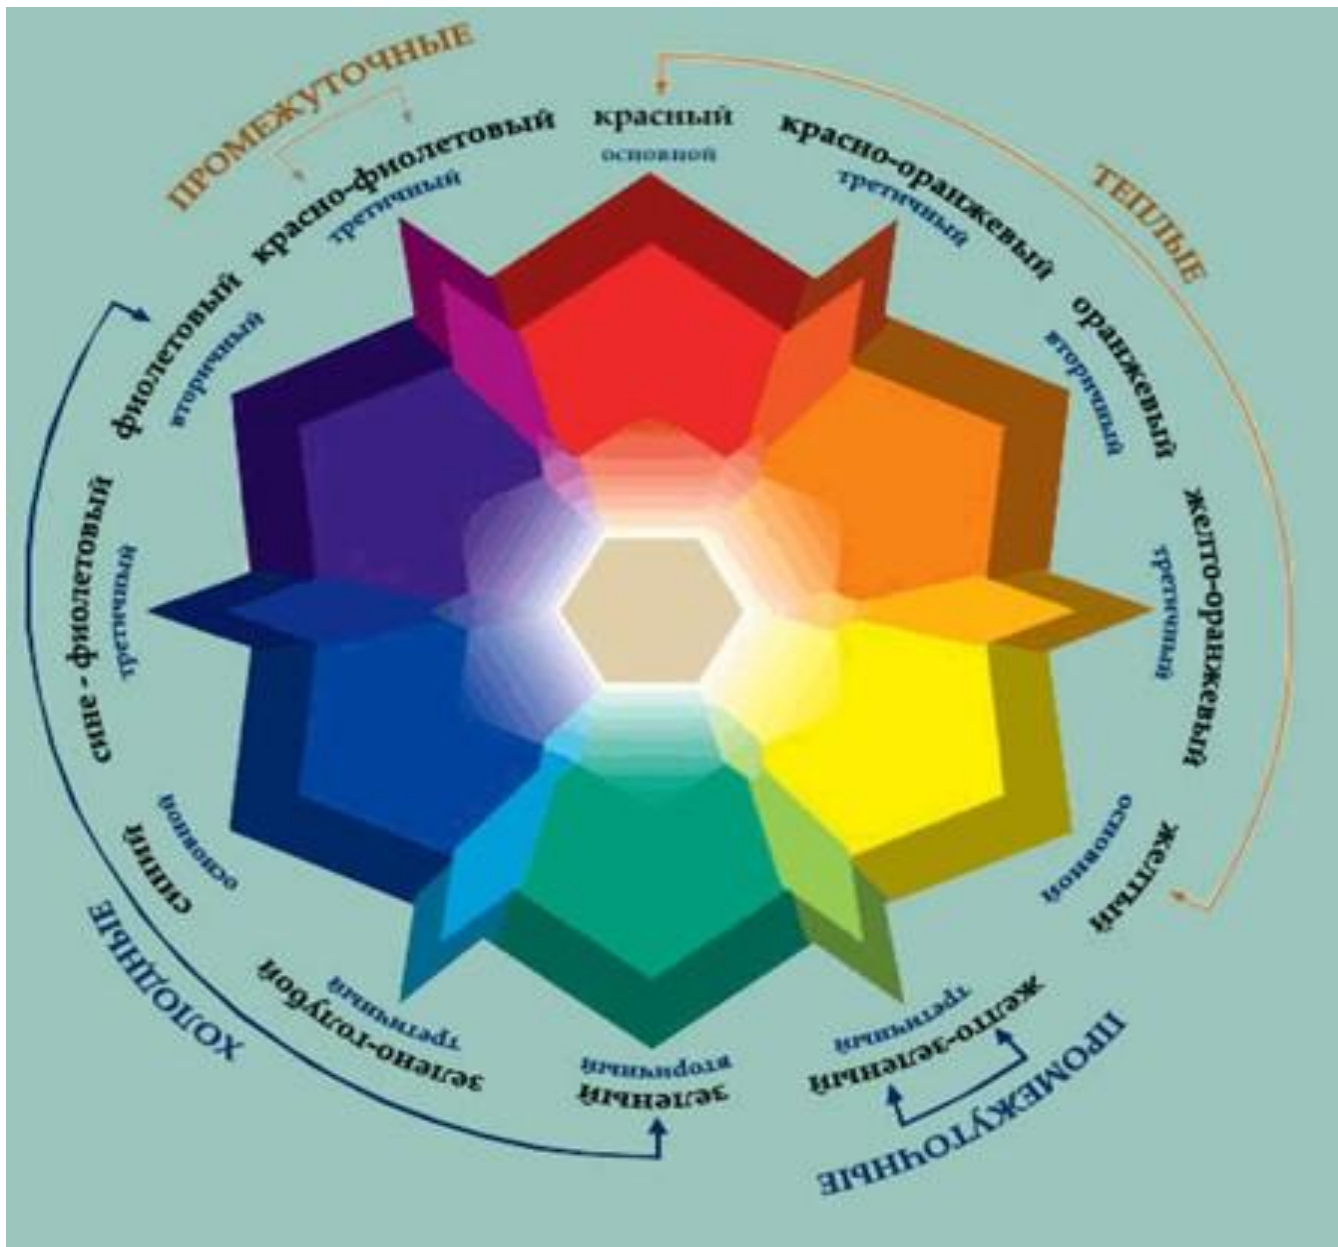 ПРОМЕЖУТОЧНЫЕ
красный
основной
красно-оранжевый
третичный
ТЕПЛЫЕ
оранжевый
вторичный
желто-оранжевый
третичный
желтый
основной
желто-зеленый
третичный
ПРОМЕЖУТОЧНЫЕ
зеленый
вторичный
зелено-голубой
третичный
ХОЛОДНЫЕ
синий
основной
сине - фиолетовый
третичный
фиолетовый
вторичный
красно-фиолетовый
третичный